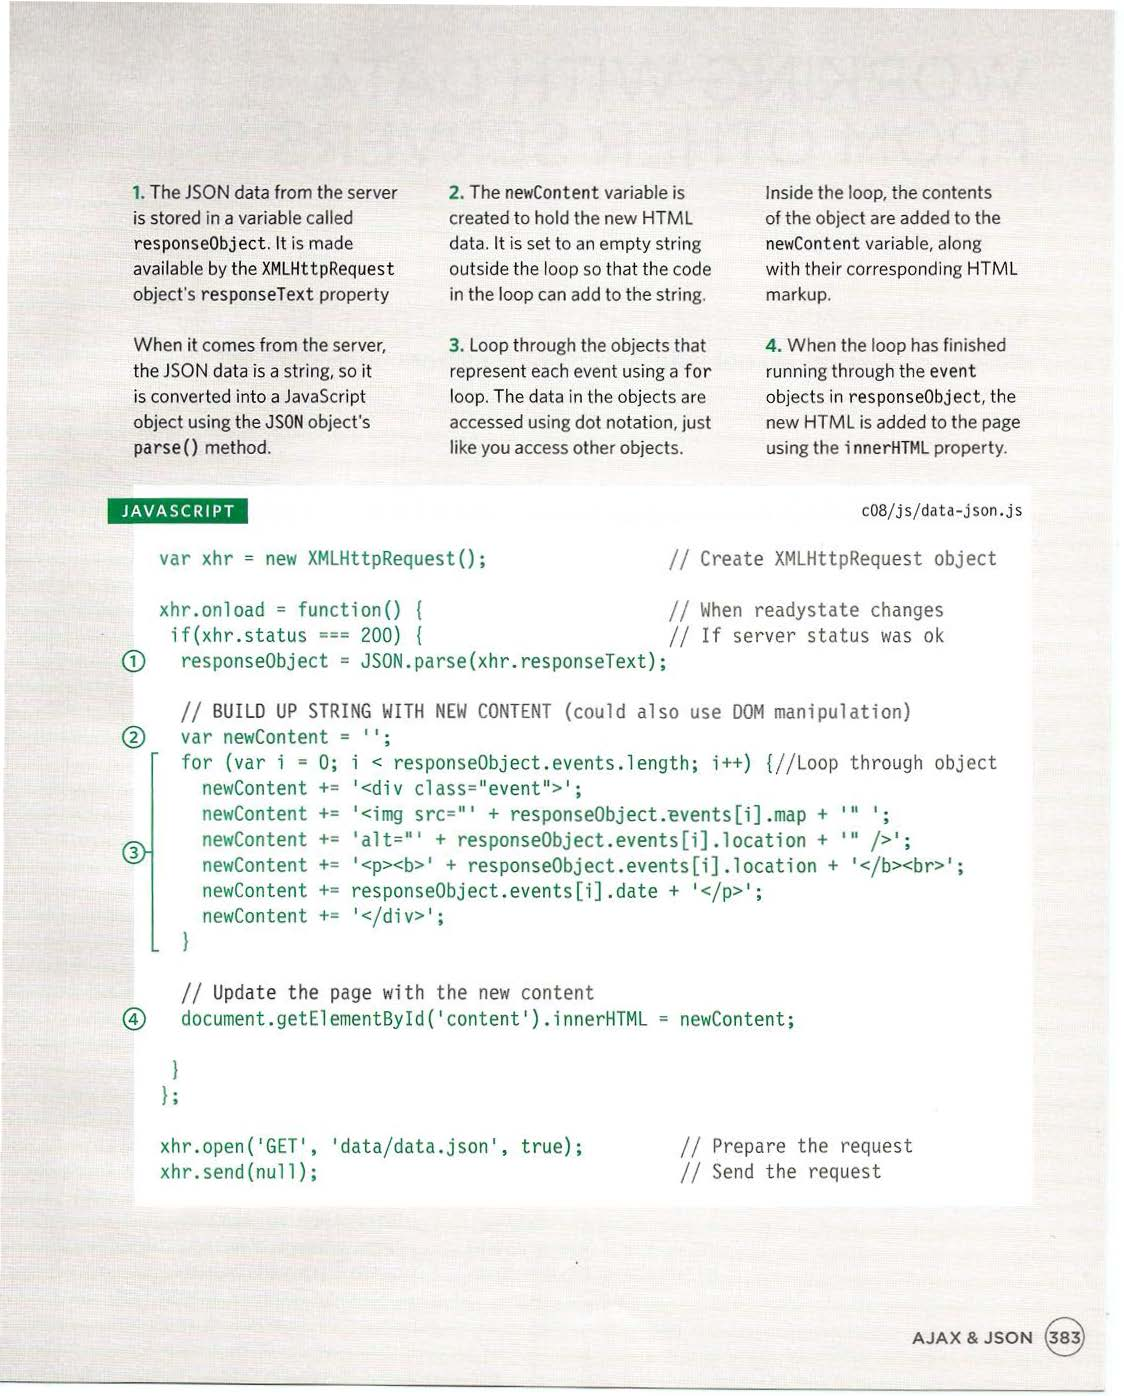 1. The JSON data from the server
is stored in a variable called
responseObject. It is made
available by the XMLHttpRequest
object's responseText property
When it comes from the server,
the JSON data is a string, so it
is converted into a JavaScript
object using the JSON object's
parse() method.
2. The newContent variable is
created to hold the new HTML
data. It is set to an empty string
outside the loop so that the code
in the loop can add to the string.
3. Loop through the objects that
represent each event using a for
loop. The data in the objects are
accessed using dot notation, just
like you access other objects.
Inside the loop, the contents
of the object are added to the
newContent variable, along
with their corresponding HTML
markup.
4. When the loop has finished
running through the event
objects in responseObject, the
new HTML is added to the page
using the innerHTML property.
JAVASCRIPT c08/js/data-json.js
var xhr = new XMLHttpRequest(); // Create XMLHttpRequest object
xhr.onload = function() { // When readystate changes
if(xhr.status === 200) { // If server status was ok
① responseObject = JSON.parse(xhr.responseText);
// BUILD UP STRING WITH NEW CONTENT (could also use DOM manipulation)
② var newContent = '';
for (var i = 0; i < responseObject.events.length; i++) {//Loop through object
newContent += '<div class="event">';
newContent += '<img src="' + responseObject.events[i].map + '" ';
newContent += 'alt="' + responseObject.events[i].location + '" />';
③ newContent += '<p><b>' + responseObject.events[i].location + '</b><br>';
newContent += responseObject.events[i].date + '</p>';
newContent += '</div>';
}
// Update the page with the new content
④ document.getElementById('content').innerHTML = newContent;
}
};
xhr.open('GET', 'data/data.json', true); // Prepare the request
xhr.send(null); // Send the request
AJAX & JSON 383